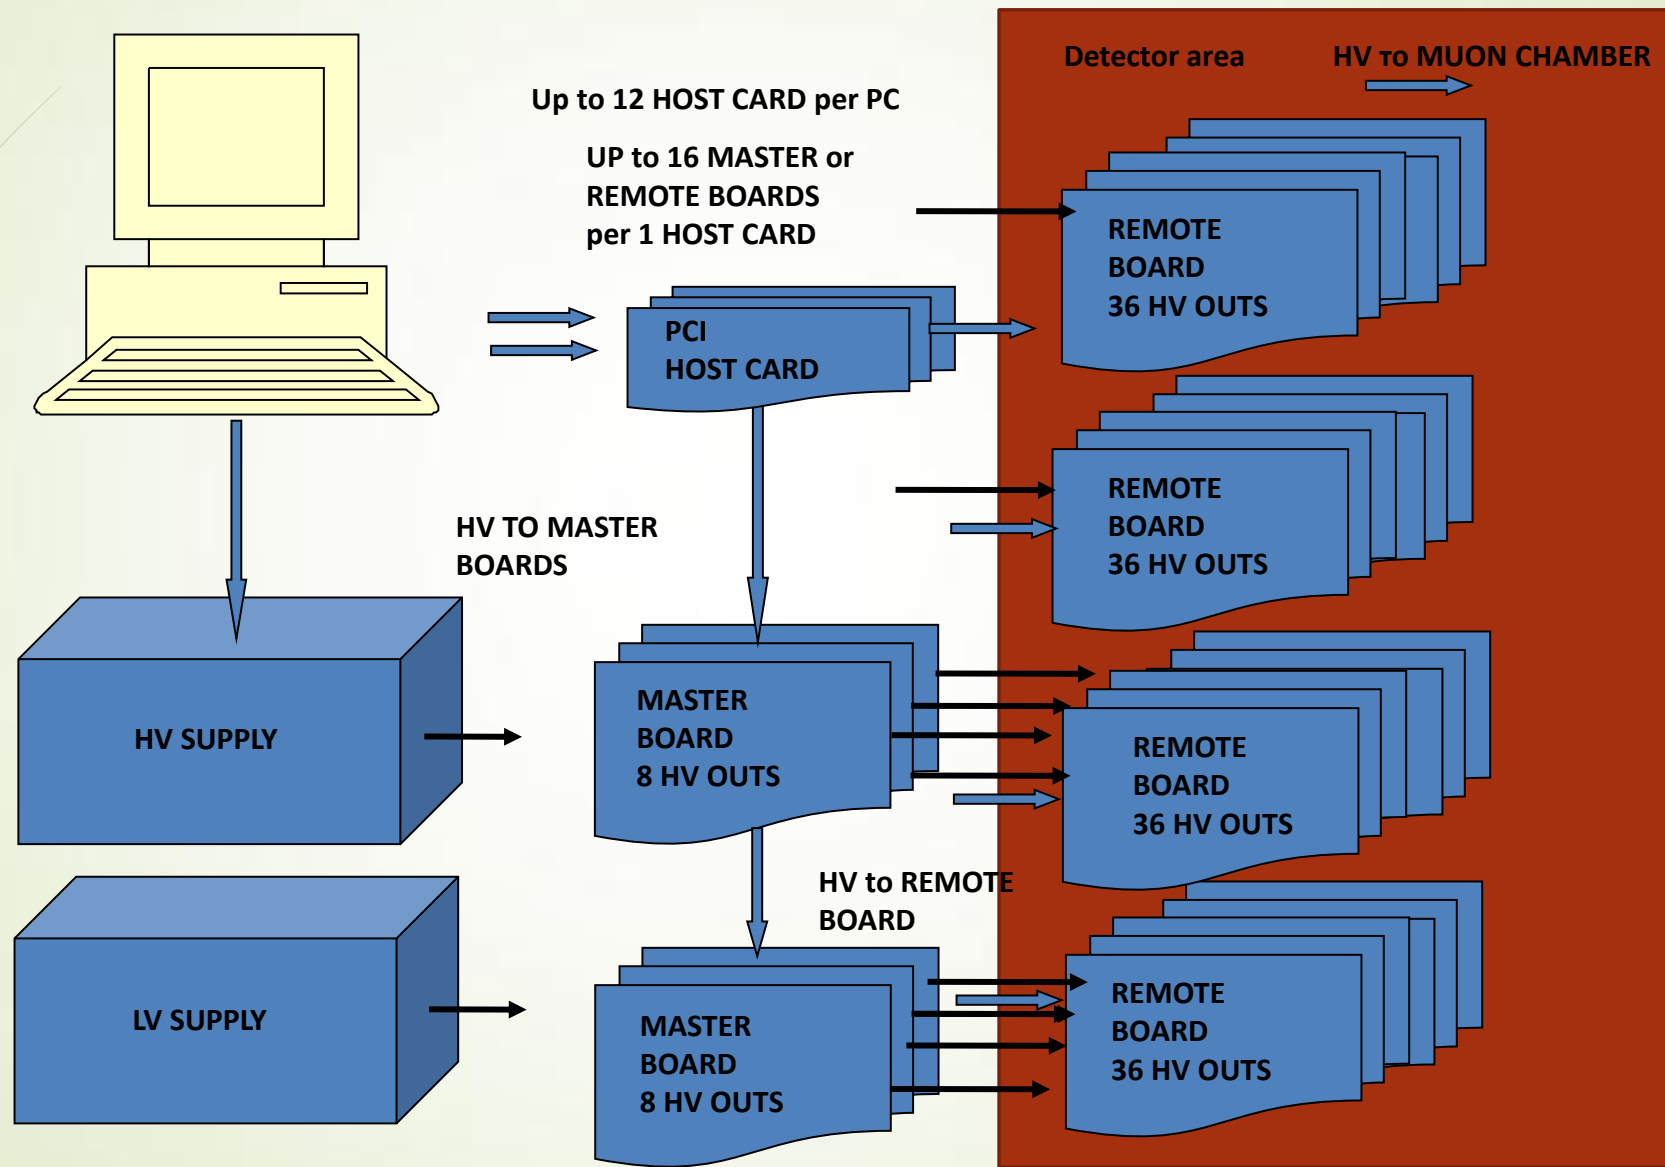 Detector area
HV тo MUON CHAMBER
Up to 12 HOST CARD per PC
UP to 16 MASTER or
REMOTE BOARDS
per 1 HOST CARD
REMOTE
BOARD
36 HV OUTS
PCI
HOST CARD
REMOTE
BOARD
36 HV OUTS
HV TO MASTER
BOARDS
HV SUPPLY
MASTER
BOARD
8 HV OUTS
REMOTE
BOARD
36 HV OUTS
HV to REMOTE
BOARD
LV SUPPLY
MASTER
BOARD
8 HV OUTS
REMOTE
BOARD
36 HV OUTS